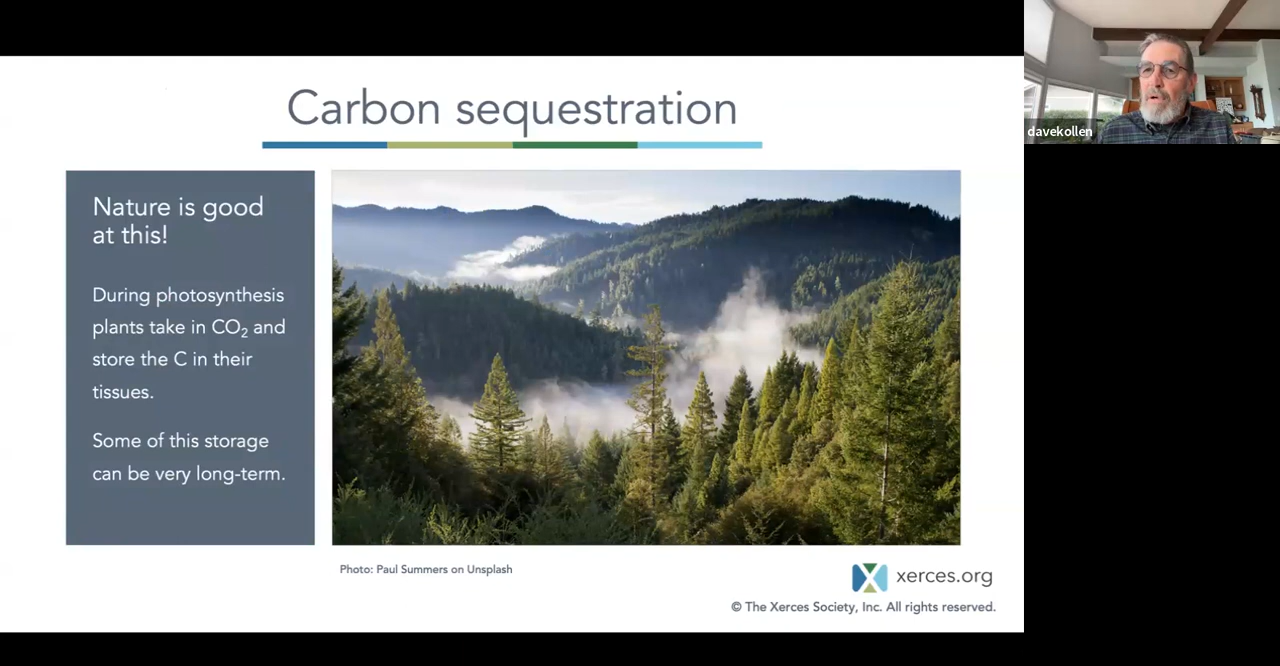 Carbon sequestration
Nature is good
at this!
During photosynthesis
plants take in CO₂ and
store the C in their
tissues.
Some of this storage
can be very long-term.
Photo: Paul Summers on Unsplash
xerces.org
© The Xerces Society, Inc. All rights reserved.
davekollen